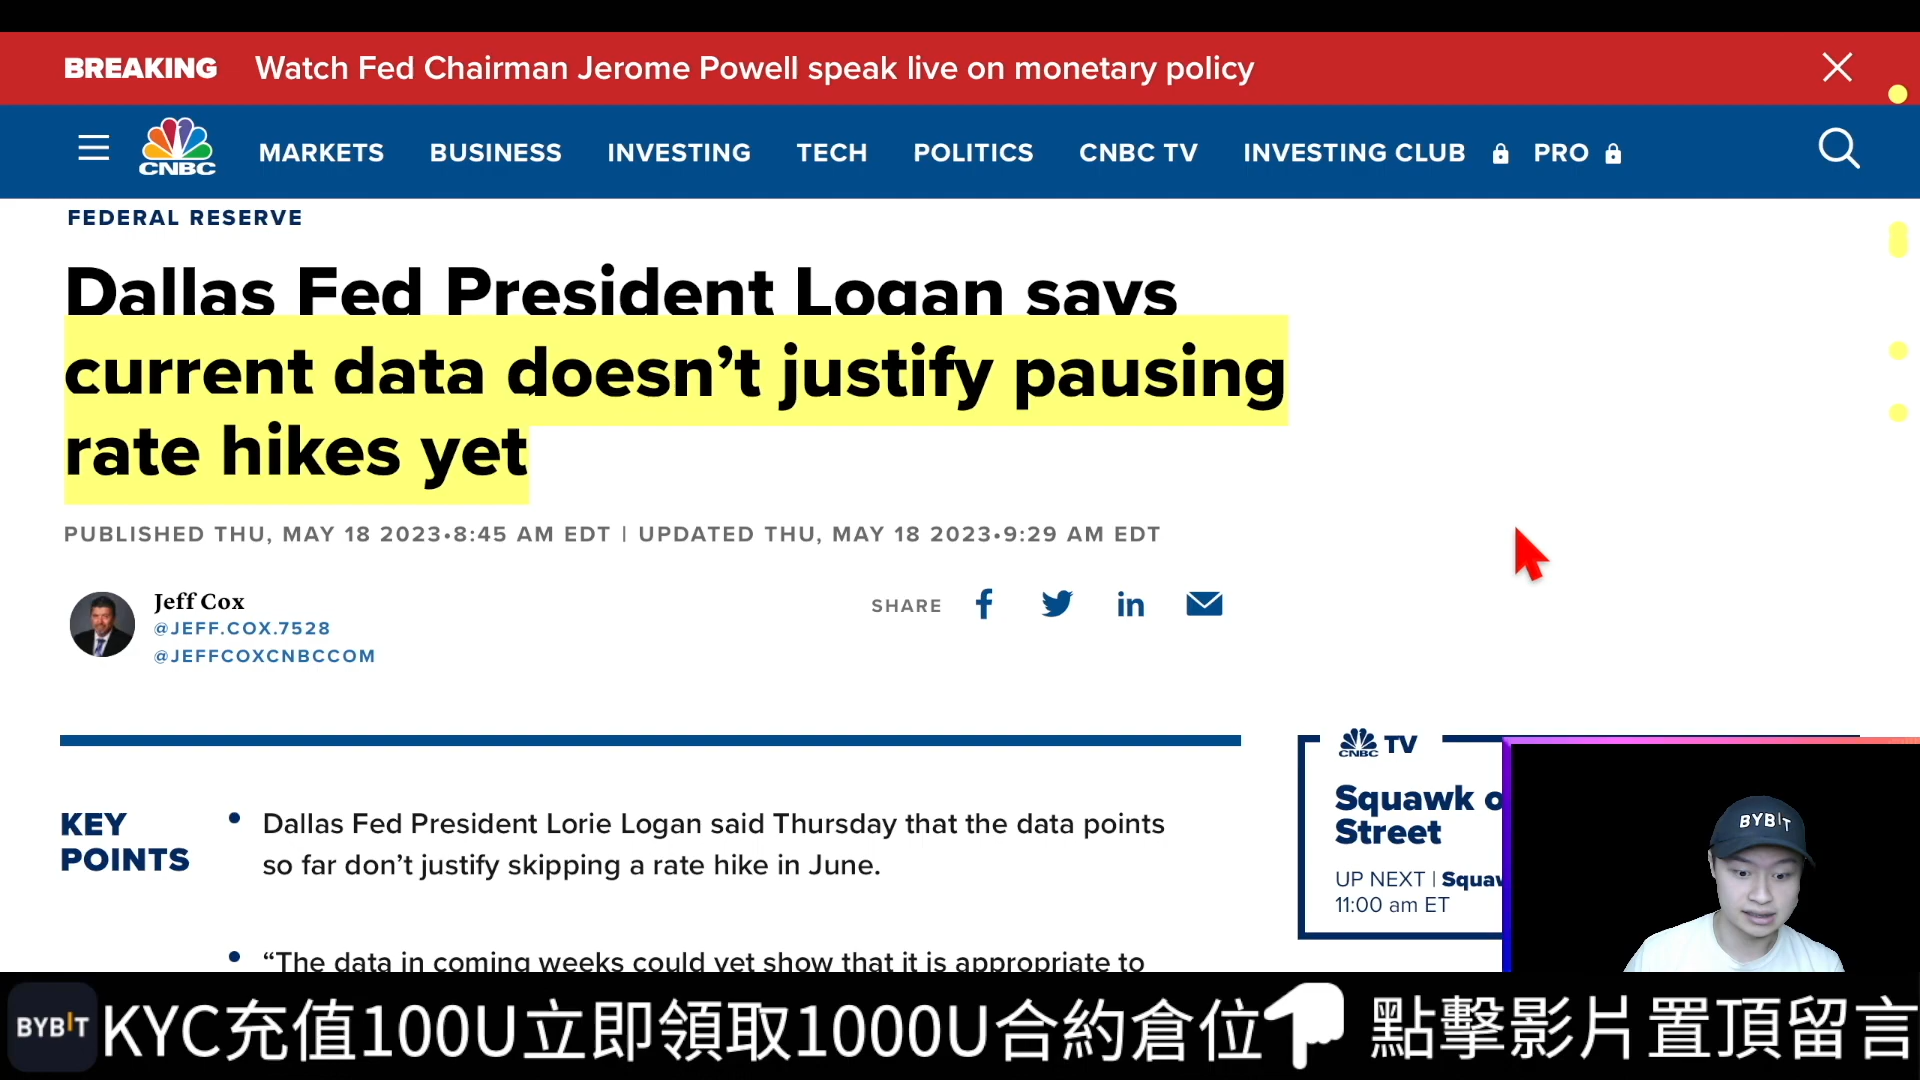 BREAKING Watch Fed Chairman Jerome Powell speak live on monetary policy
CNBC MARKETS BUSINESS INVESTING TECH POLITICS CNBC TV INVESTING CLUB PRO
FEDERAL RESERVE
Dallas Fed President Logan says
current data doesn’t justify pausing
rate hikes yet
PUBLISHED THU, MAY 18 2023•8:45 AM EDT | UPDATED THU, MAY 18 2023•9:29 AM EDT
Jeff Cox
@JEFF.COX.7528
@JEFFCOXCNBCCOM
SHARE
KEY
POINTS
Dallas Fed President Lorie Logan said Thursday that the data points
so far don’t justify skipping a rate hike in June.
“The data in coming weeks could yet show that it is appropriate to
CNBC TV
Squawk o
Street
UP NEXT | Squaw
11:00 am ET
BYBIT
BYBIT KYC充值100U立即領取1000U合約倉位 點擊影片置頂留言